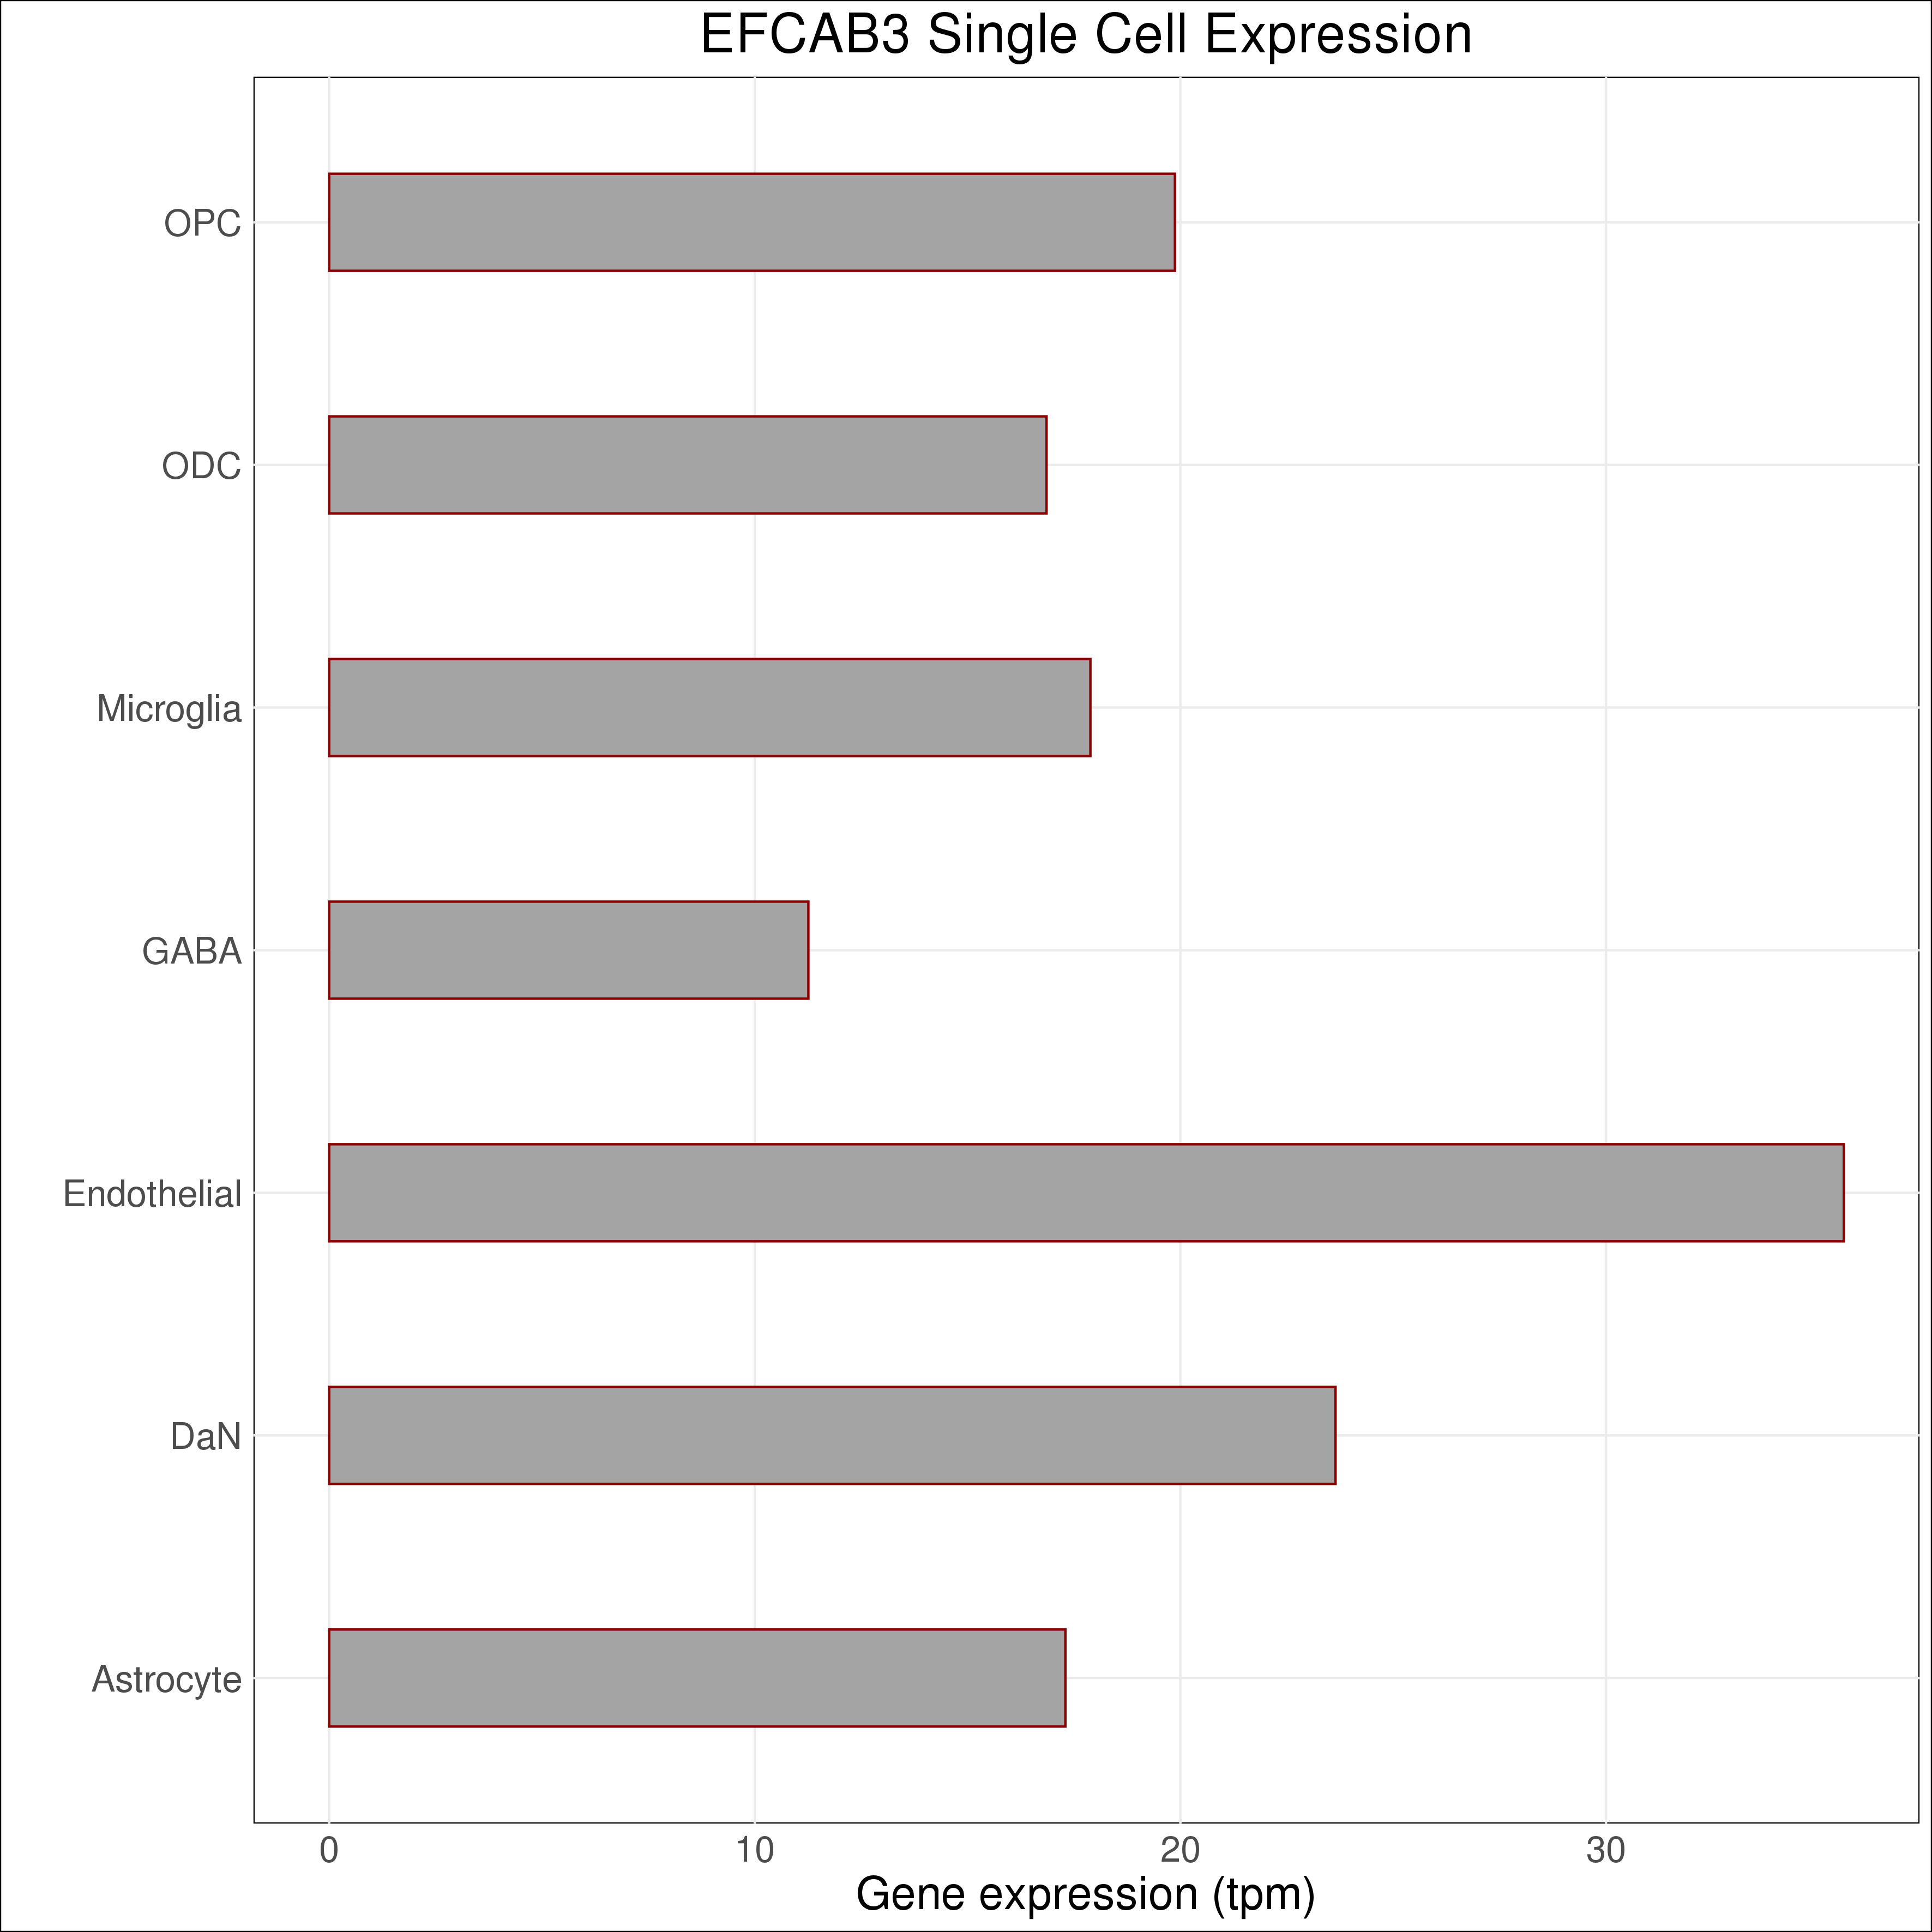 EFCAB3 Single Cell Expression
OPC
ODC
Microglia
GABA
Endothelial
DaN
Astrocyte
0 10 20 30
Gene expression (tpm)